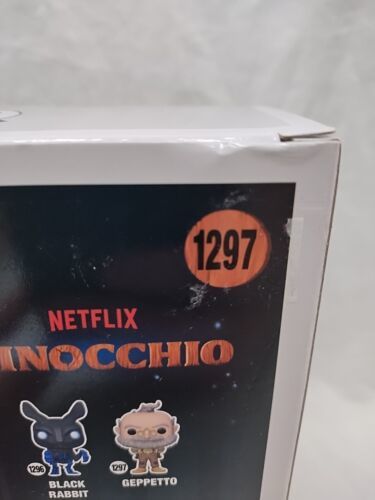 1297
NETFLIX
INOCCHIO
1296
1297
BLACK
RABBIT
GEPPETTO